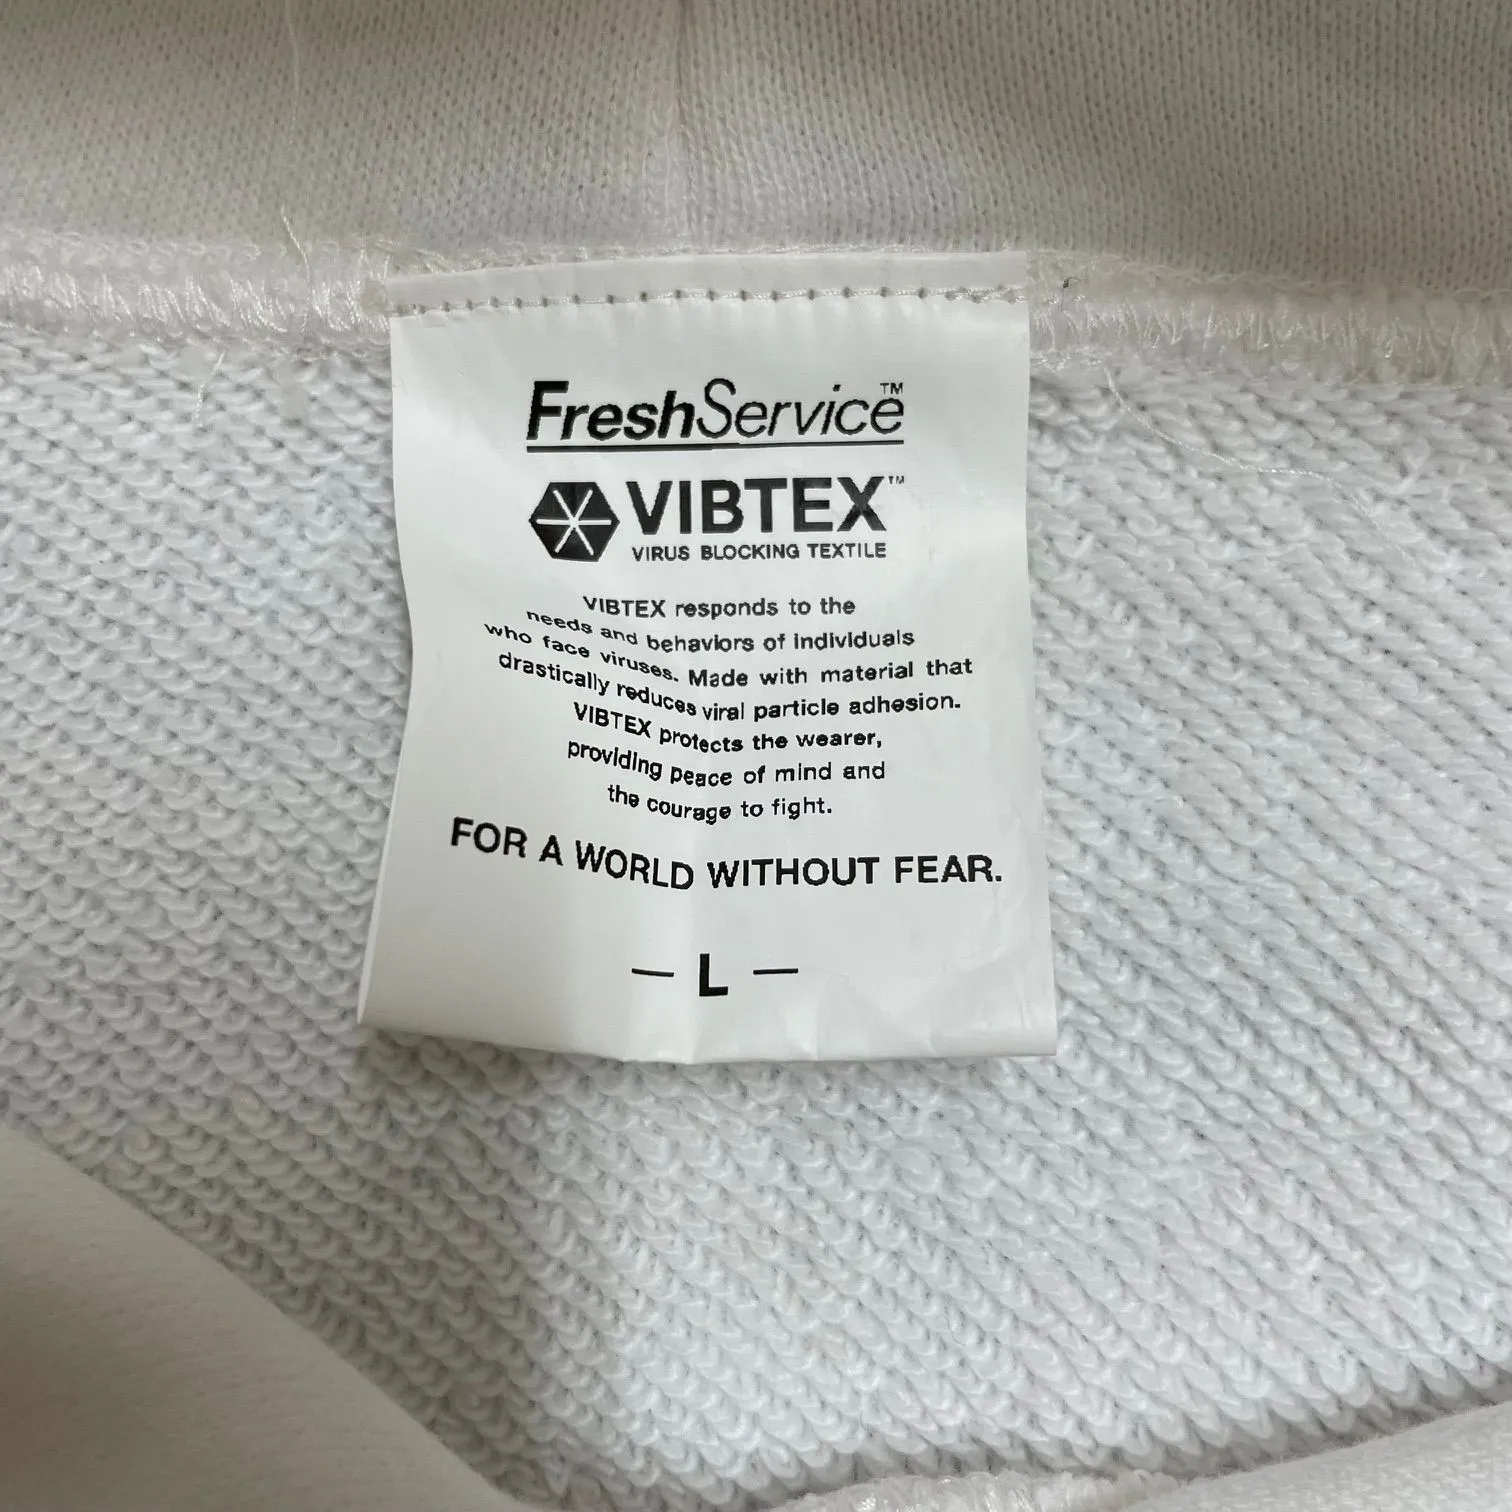 FreshService™
VIBTEX™
VIRUS BLOCKING TEXTILE
VIBTEX responds to the
needs and behaviors of individuals
who face viruses. Made with material that
drastically reduces viral particle adhesion.
VIBTEX protects the wearer,
providing peace of mind and
the courage to fight.
FOR A WORLD WITHOUT FEAR.
— L —